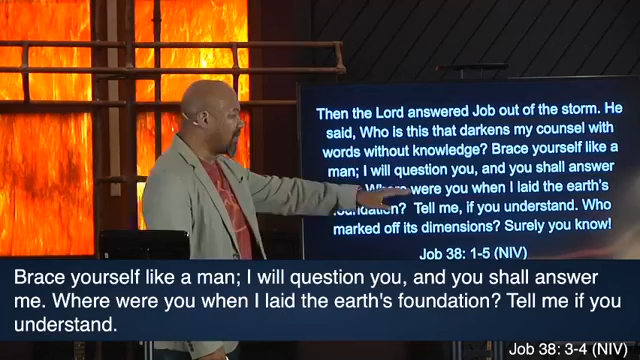 Then the Lord answered Job out of the storm. He
said, Who is this that darkens my counsel with
words without knowledge? Brace yourself like a
man; I will question you, and you shall answer
Where were you when I laid the earth's
foundation? Tell me, if you understand. Who
marked off its dimensions? Surely you know!
Job 38: 1-5 (NIV)
Brace yourself like a man; I will question you, and you shall answer
me. Where were you when I laid the earth's foundation? Tell me if you
understand.
Job 38: 3-4 (NIV)